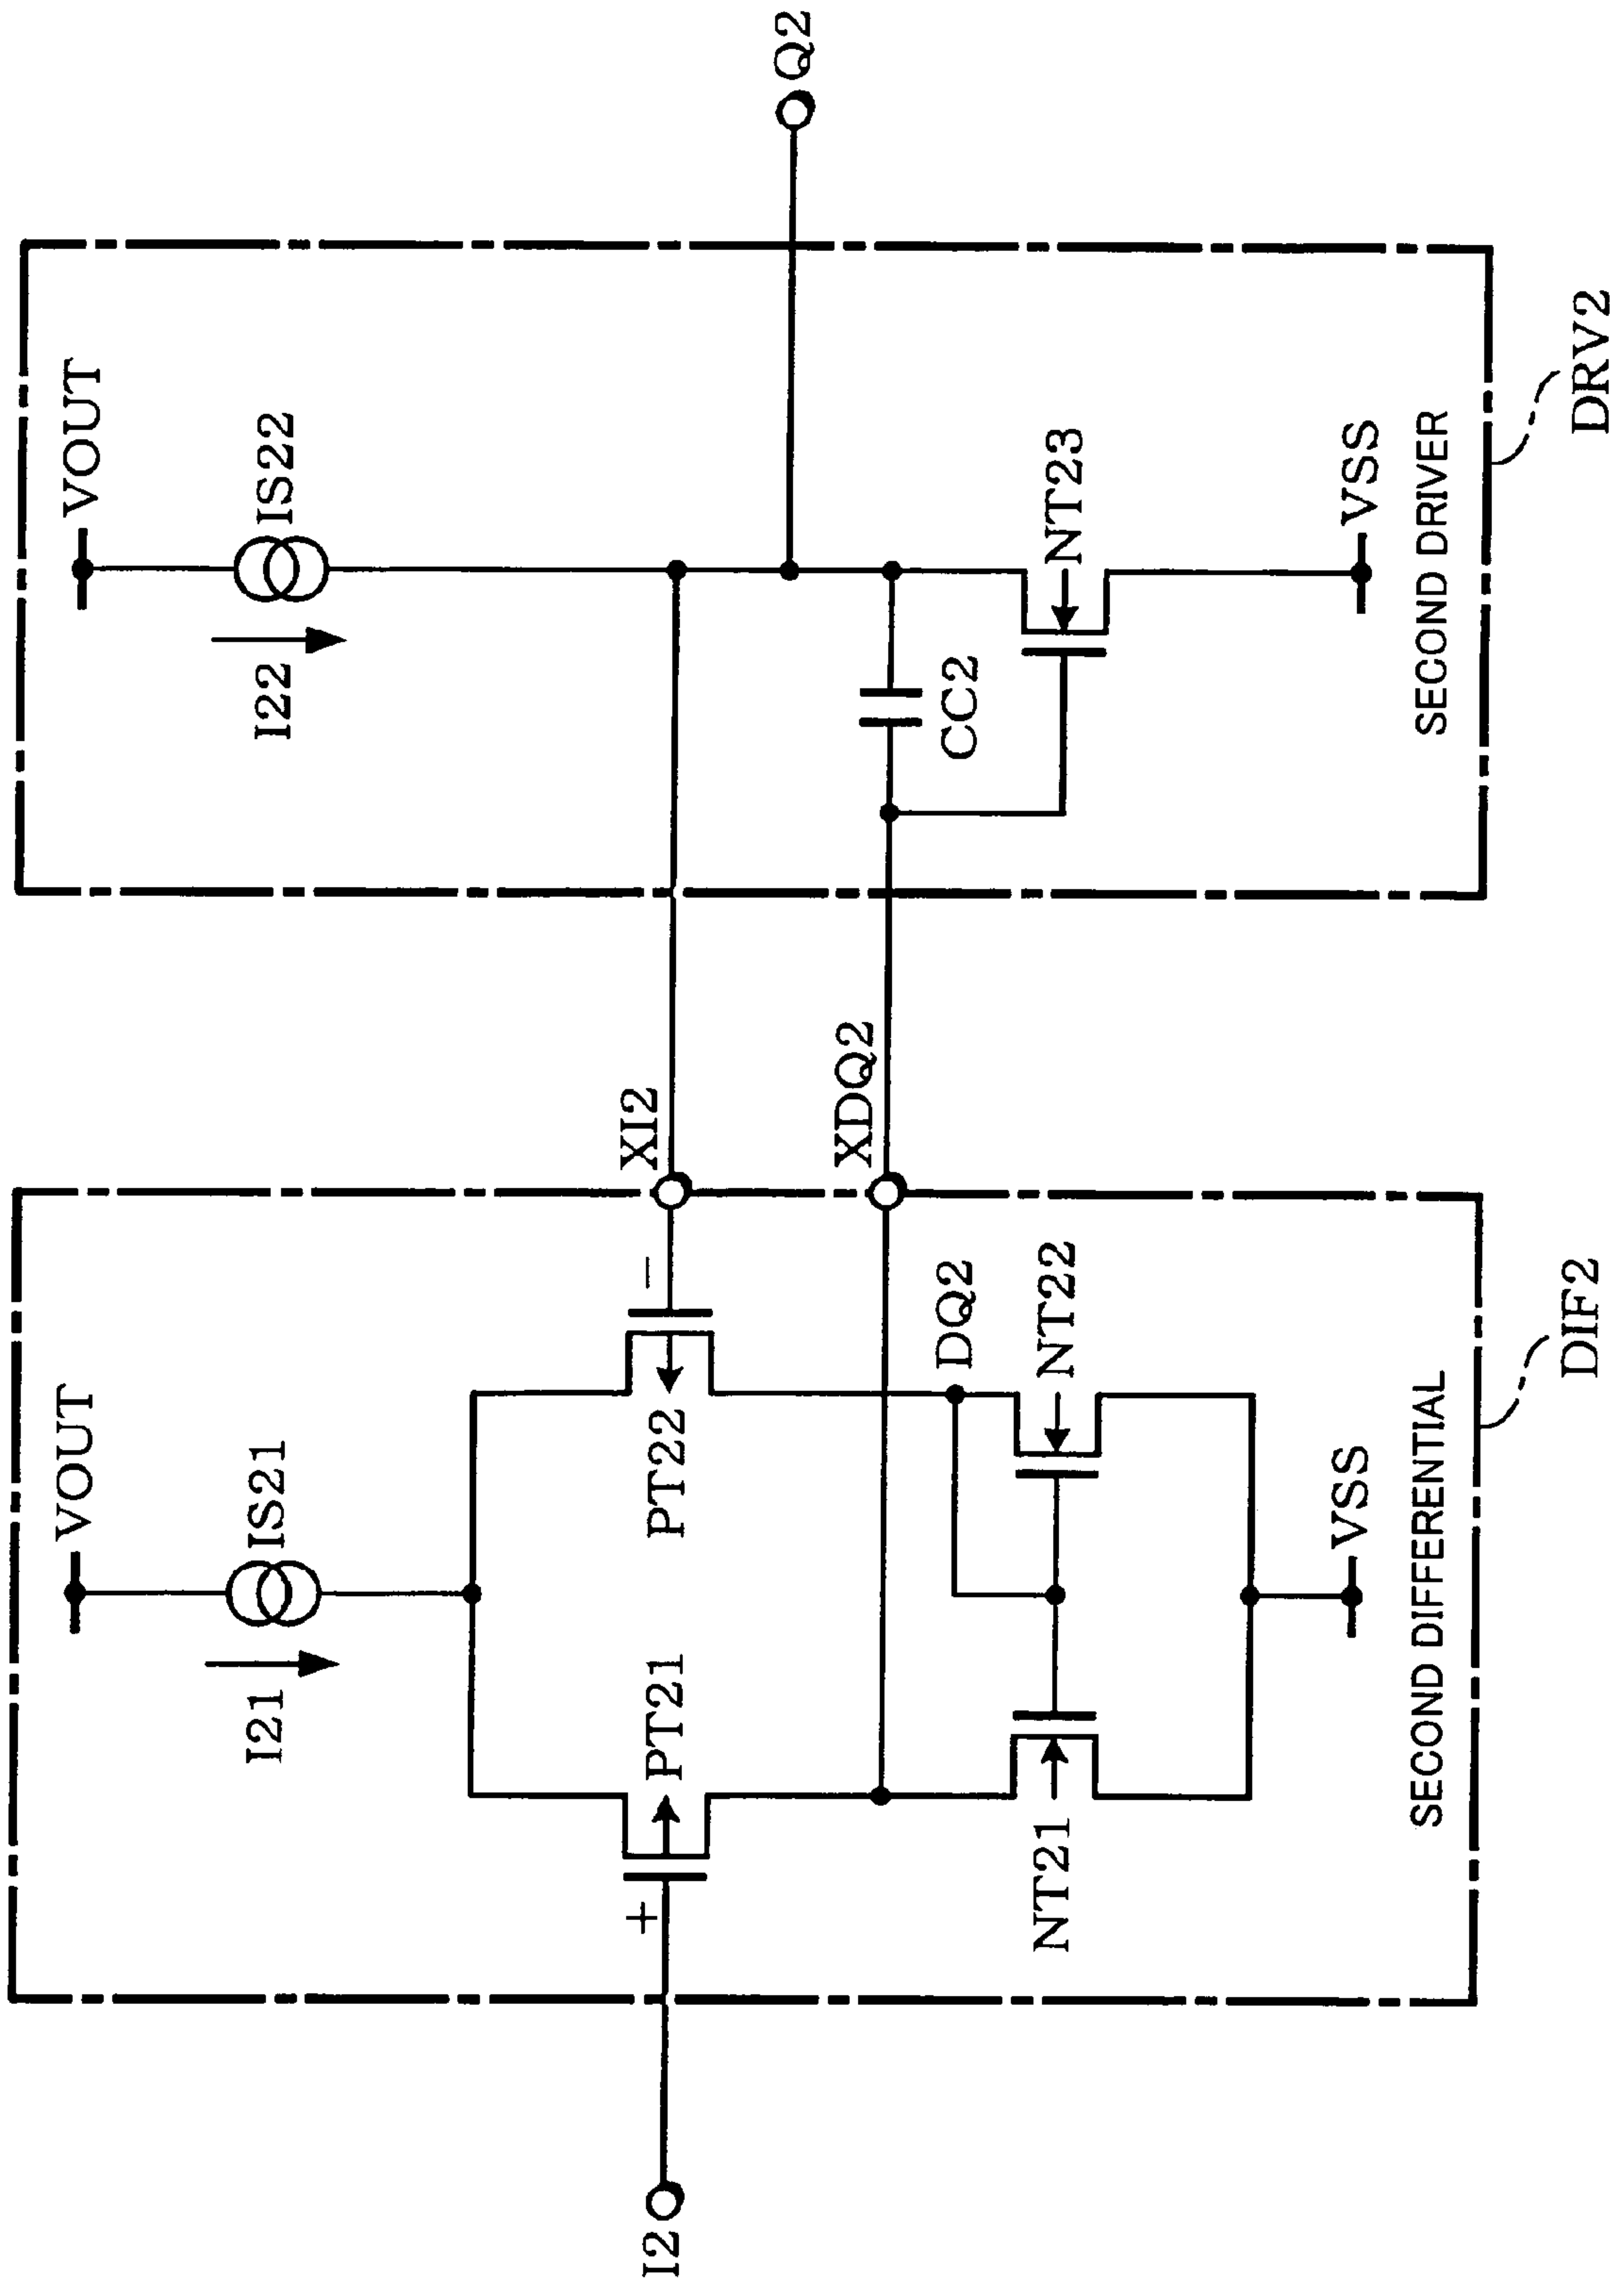 VOUT
I21
IS21
I2
+
PT21
PT22
−
XI2
XDQ2
DQ2
NT21
NT22
VSS
SECOND DIFFERENTIAL
DIF2
VOUT
I22
IS22
Q2
CC2
NT23
VSS
SECOND DRIVER
DRV2